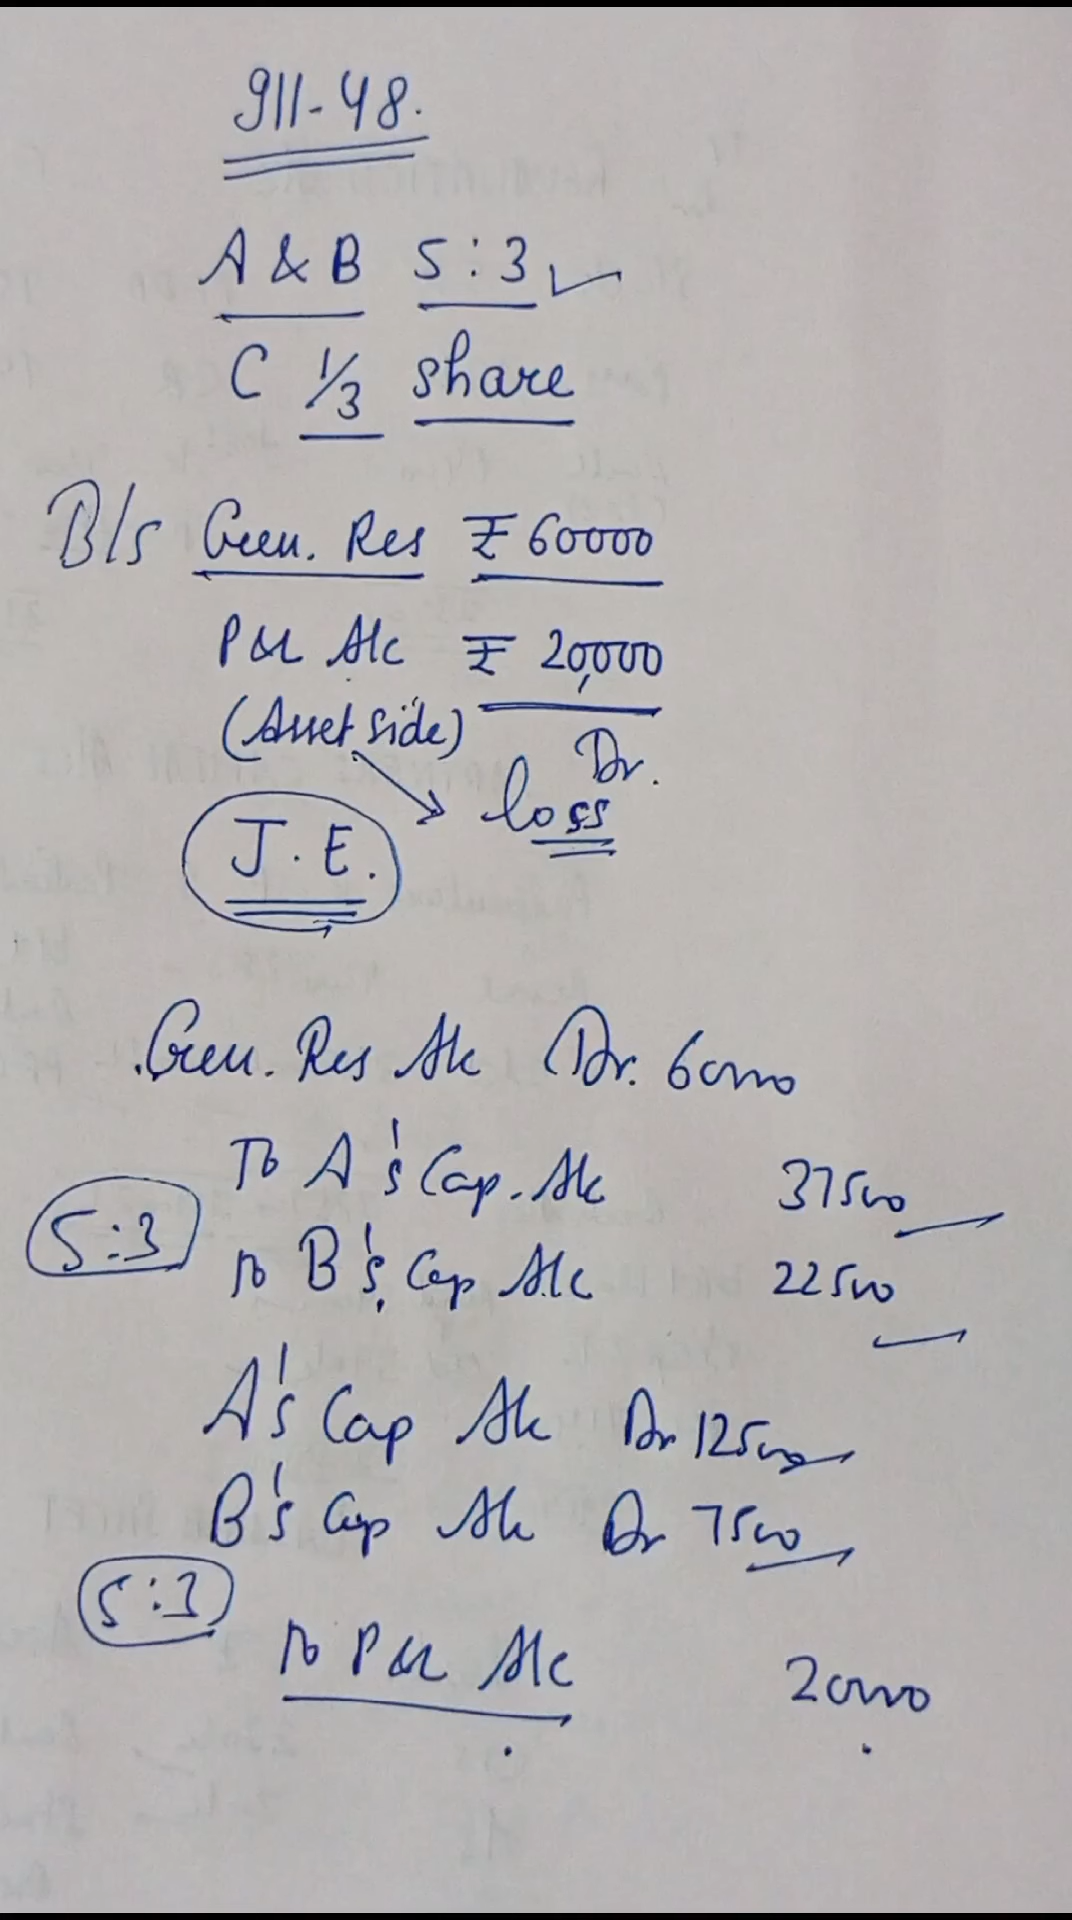 Ill-48.
A & B 5:3
C 1/3 share
B/s Gen. Res ₹ 60000
P&L A/c ₹ 20,000
(Asset side) Dr.
loss
J.E.
Gen. Res A/c Dr. 60000
To A's Cap. A/c 37500
5:3
To B's Cap A/c 22500
A's Cap A/c Dr 12500
B's Cap A/c Dr 7500
5:3
To P&L A/c 20000